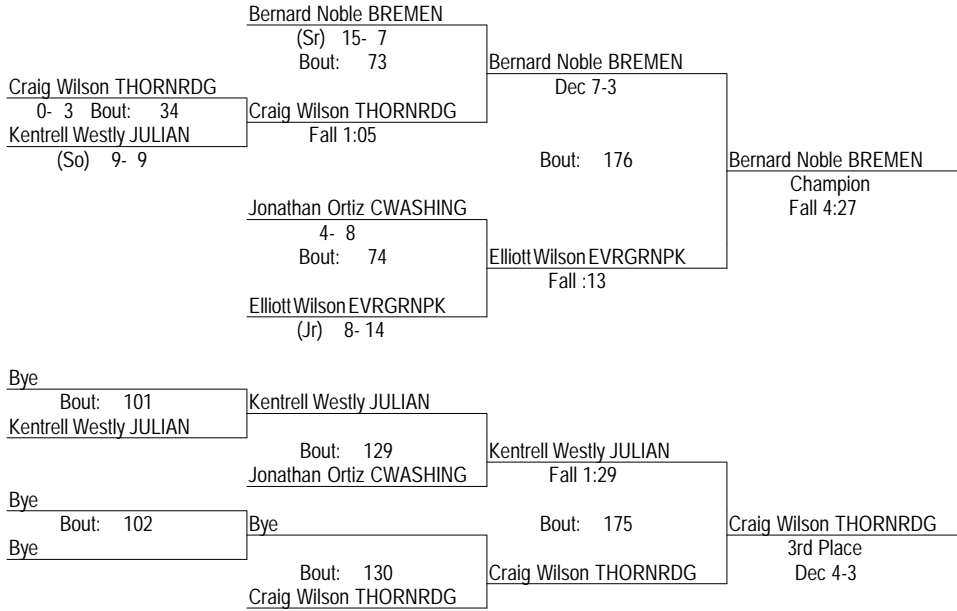 Bernard Noble BREMEN
(Sr) 15- 7
Bout: 73
Bernard Noble BREMEN
Dec 7-3
Craig Wilson THORNRDG
0- 3 Bout: 34
Craig Wilson THORNRDG
Fall 1:05
Kentrell Westly JULIAN
(So) 9- 9
Bout: 176
Bernard Noble BREMEN
Champion
Fall 4:27
Jonathan Ortiz CWASHING
4- 8
Bout: 74
Elliott Wilson EVRGRNPK
Fall :13
Elliott Wilson EVRGRNPK
(Jr) 8- 14
Bye
Bout: 101
Kentrell Westly JULIAN
Kentrell Westly JULIAN
Bout: 129
Kentrell Westly JULIAN
Fall 1:29
Jonathan Ortiz CWASHING
Bye
Bout: 102
Bye
Bye
Bout: 175
Craig Wilson THORNRDG
3rd Place
Dec 4-3
Bout: 130
Craig Wilson THORNRDG
Craig Wilson THORNRDG